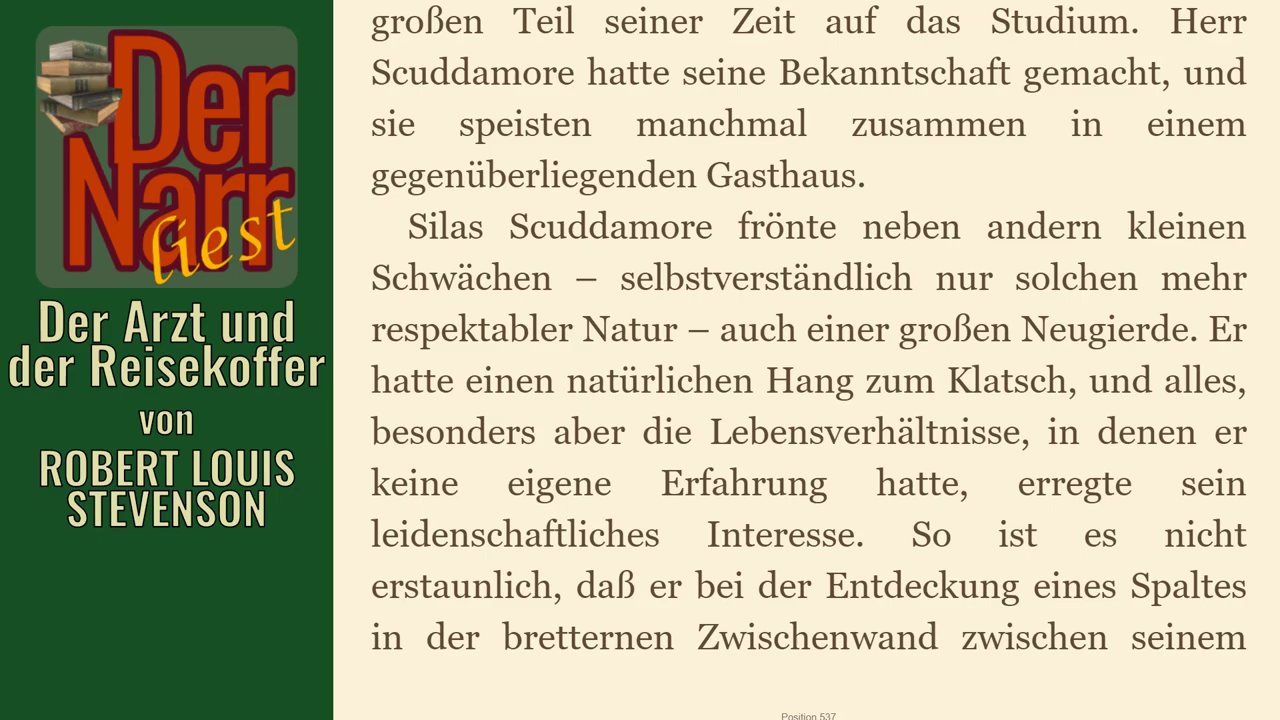 Der
Narr
liest
Der Arzt und
der Reisekoffer
von
ROBERT LOUIS
STEVENSON
großen Teil seiner Zeit auf das Studium. Herr
Scuddamore hatte seine Bekanntschaft gemacht, und
sie speisten manchmal zusammen in einem
gegenüberliegenden Gasthaus.
Silas Scuddamore frönte neben andern kleinen
Schwächen – selbstverständlich nur solchen mehr
respektabler Natur – auch einer großen Neugierde. Er
hatte einen natürlichen Hang zum Klatsch, und alles,
besonders aber die Lebensverhältnisse, in denen er
keine eigene Erfahrung hatte, erregte sein
leidenschaftliches Interesse. So ist es nicht
erstaunlich, daß er bei der Entdeckung eines Spaltes
in der bretternen Zwischenwand zwischen seinem
Position 537